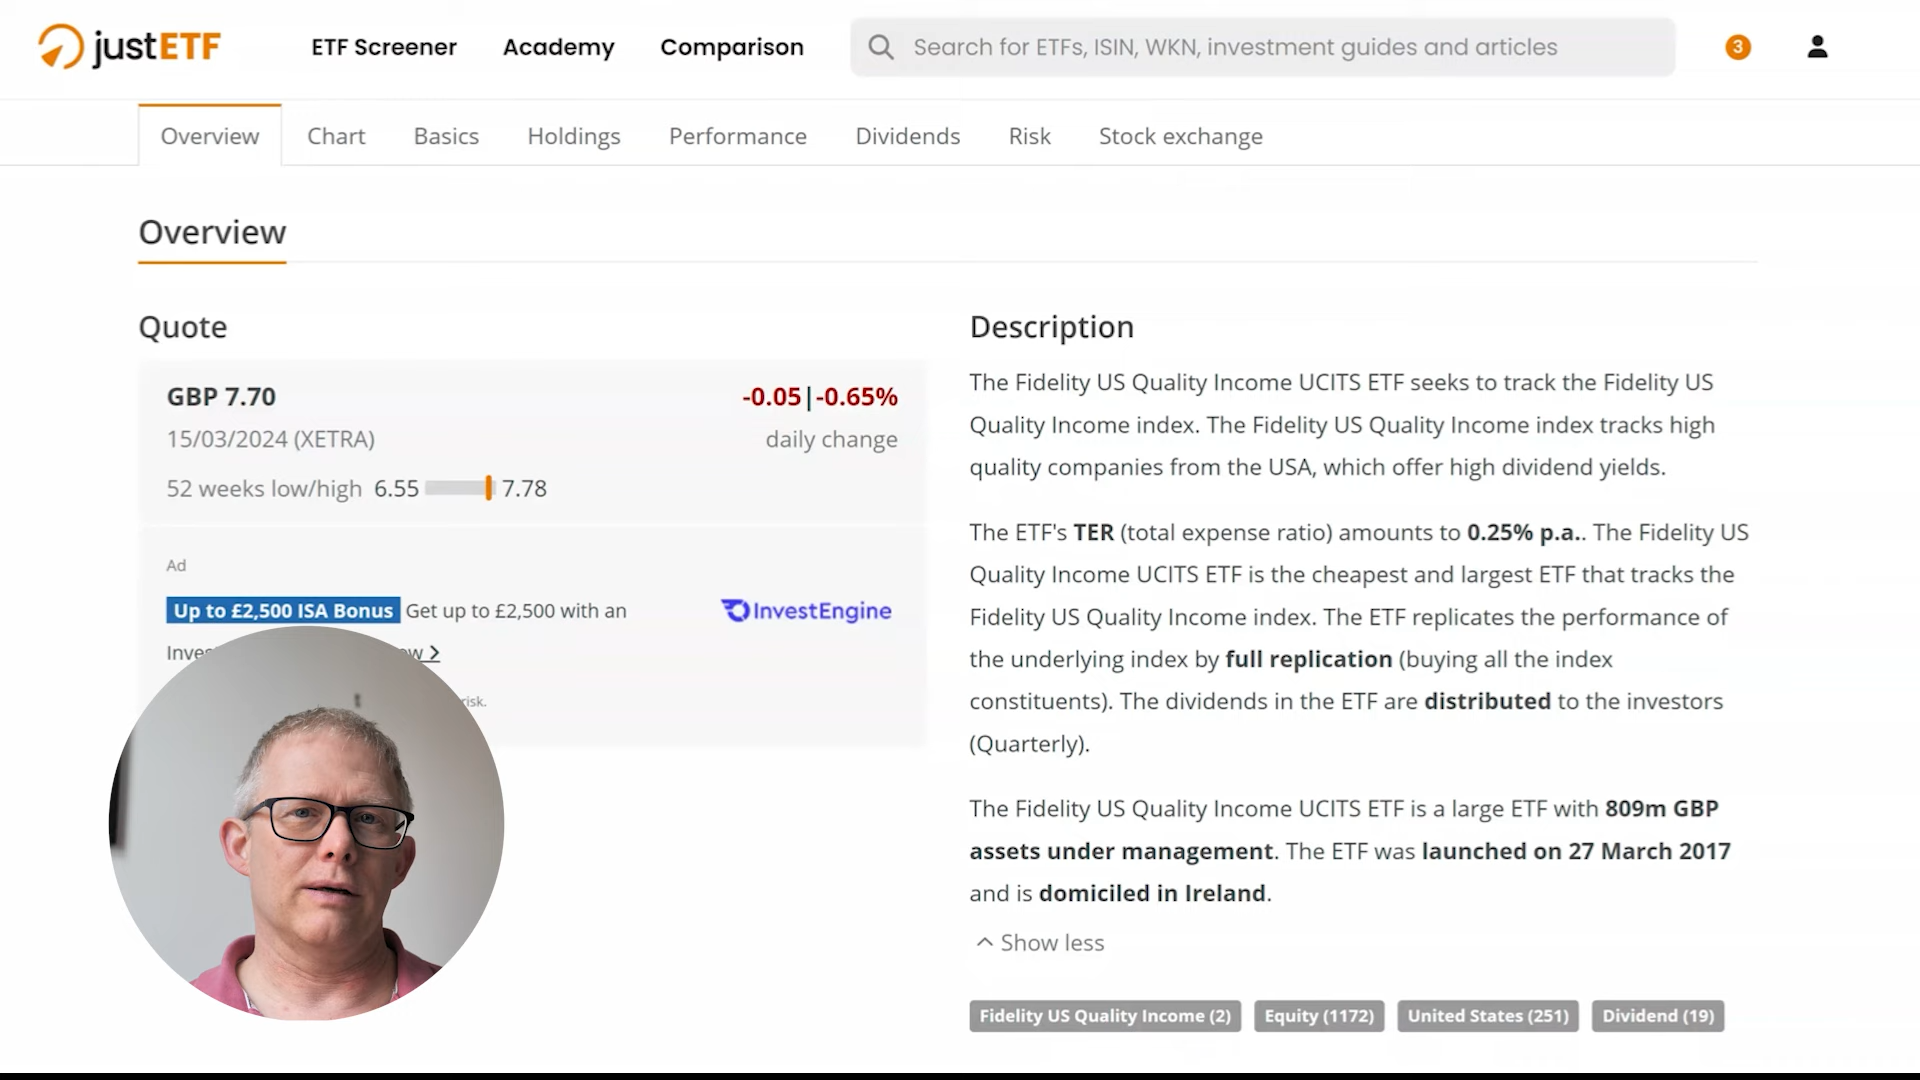 justETF
ETF Screener
Academy
Comparison
Search for ETFs, ISIN, WKN, investment guides and articles
3
Overview
Chart
Basics
Holdings
Performance
Dividends
Risk
Stock exchange
Overview
Quote
GBP 7.70
-0.05|-0.65%
15/03/2024 (XETRA)
daily change
52 weeks low/high 6.55 7.78
Ad
Up to £2,500 ISA Bonus Get up to £2,500 with an
InvestEngine
risk.
Description
The Fidelity US Quality Income UCITS ETF seeks to track the Fidelity US
Quality Income index. The Fidelity US Quality Income index tracks high
quality companies from the USA, which offer high dividend yields.
The ETF's TER (total expense ratio) amounts to 0.25% p.a.. The Fidelity US
Quality Income UCITS ETF is the cheapest and largest ETF that tracks the
Fidelity US Quality Income index. The ETF replicates the performance of
the underlying index by full replication (buying all the index
constituents). The dividends in the ETF are distributed to the investors
(Quarterly).
The Fidelity US Quality Income UCITS ETF is a large ETF with 809m GBP
assets under management. The ETF was launched on 27 March 2017
and is domiciled in Ireland.
Show less
Fidelity US Quality Income (2)
Equity (1172)
United States (251)
Dividend (19)